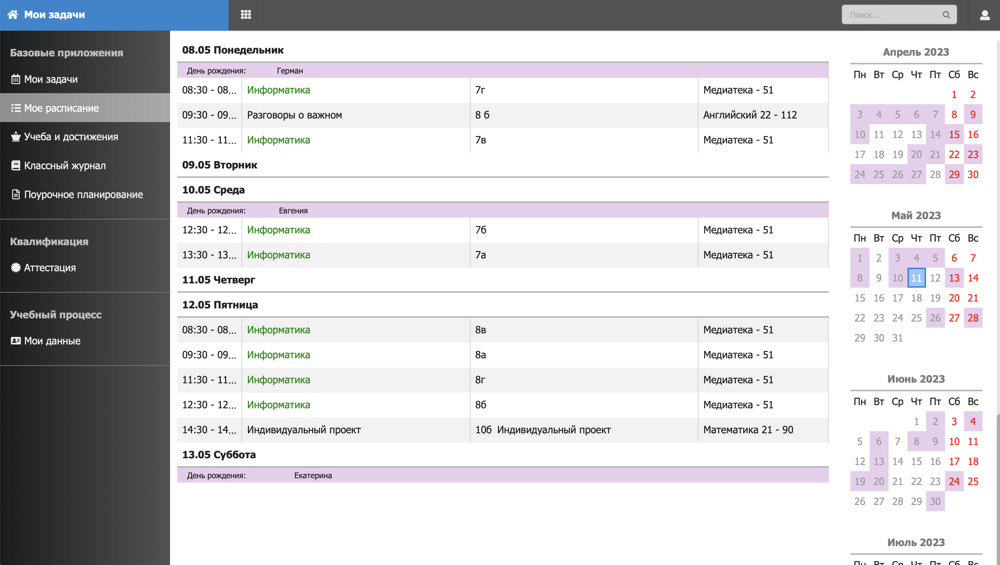 Мои задачи
Поиск...
Базовые приложения
Мои задачи
Мое расписание
Учеба и достижения
Классный журнал
Поурочное планирование
Квалификация
Аттестация
Учебный процесс
Мои данные
08.05 Понедельник
День рождения: Герман
08:30 - 08... Информатика 7г Медиатека - 51
09:30 - 09... Разговоры о важном 8 б Английский 22 - 112
11:30 - 11... Информатика 7в Медиатека - 51
09.05 Вторник
10.05 Среда
День рождения: Евгения
12:30 - 12... Информатика 7б Медиатека - 51
13:30 - 13... Информатика 7а Медиатека - 51
11.05 Четверг
12.05 Пятница
08:30 - 08... Информатика 8в Медиатека - 51
09:30 - 09... Информатика 8а Медиатека - 51
11:30 - 11... Информатика 8г Медиатека - 51
12:30 - 12... Информатика 8б Медиатека - 51
14:30 - 14... Индивидуальный проект 10б Индивидуальный проект Математика 21 - 90
13.05 Суббота
День рождения: Екатерина
Апрель 2023
Пн Вт Ср Чт Пт Сб Вс
1 2
3 4 5 6 7 8 9
10 11 12 13 14 15 16
17 18 19 20 21 22 23
24 25 26 27 28 29 30
Май 2023
Пн Вт Ср Чт Пт Сб Вс
1 2 3 4 5 6 7
8 9 10 11 12 13 14
15 16 17 18 19 20 21
22 23 24 25 26 27 28
29 30 31
Июнь 2023
Пн Вт Ср Чт Пт Сб Вс
1 2 3 4
5 6 7 8 9 10 11
12 13 14 15 16 17 18
19 20 21 22 23 24 25
26 27 28 29 30
Июль 2023
Пн Вт Ср Чт Пт Сб Вс